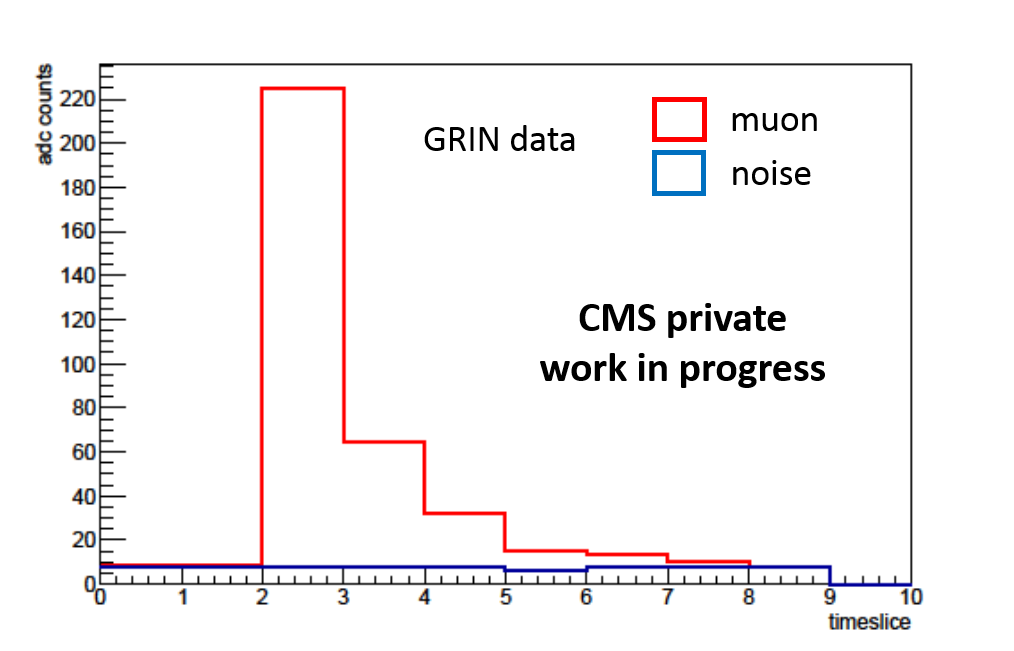 adc counts
220
200
180
160
140
120
100
80
60
40
20
0
GRIN data
muon
noise
CMS private
work in progress
0 1 2 3 4 5 6 7 8 9 10
timeslice